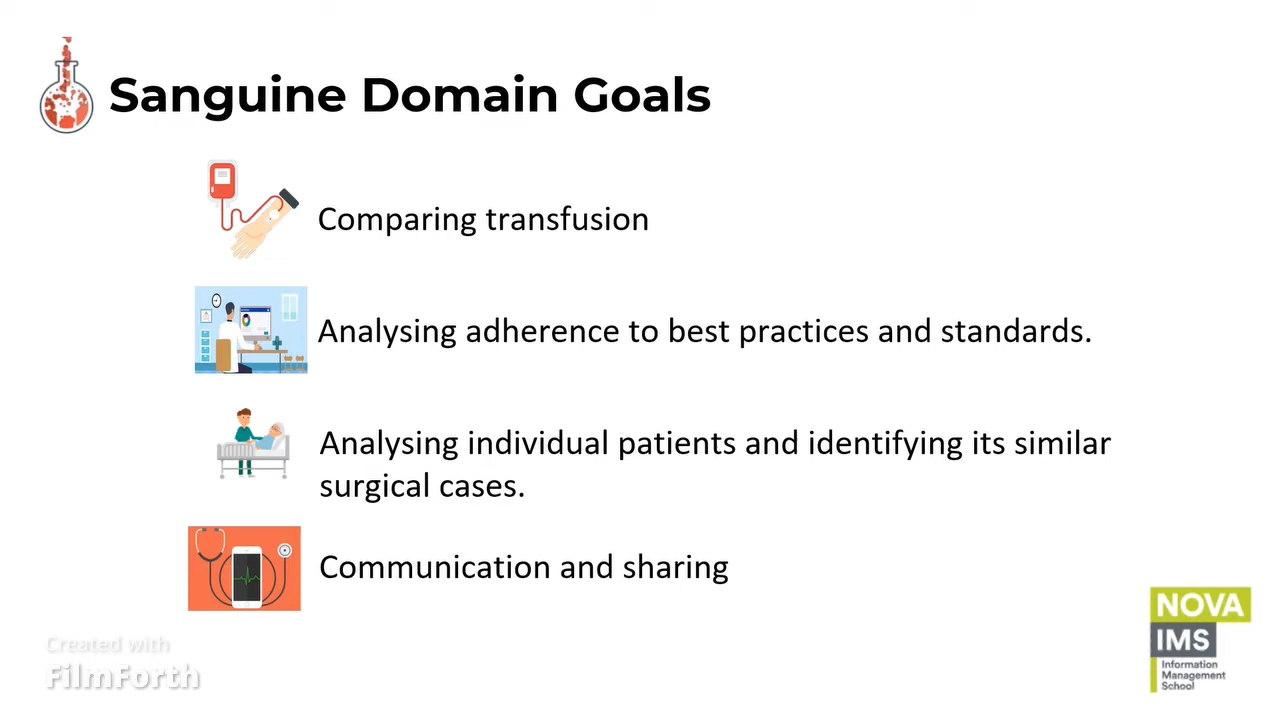 Sanguine Domain Goals
Comparing transfusion
Analysing adherence to best practices and standards.
Analysing individual patients and identifying its similar
surgical cases.
Communication and sharing
Created with
FilmForth
NOVA
IMS
Information
Management
School